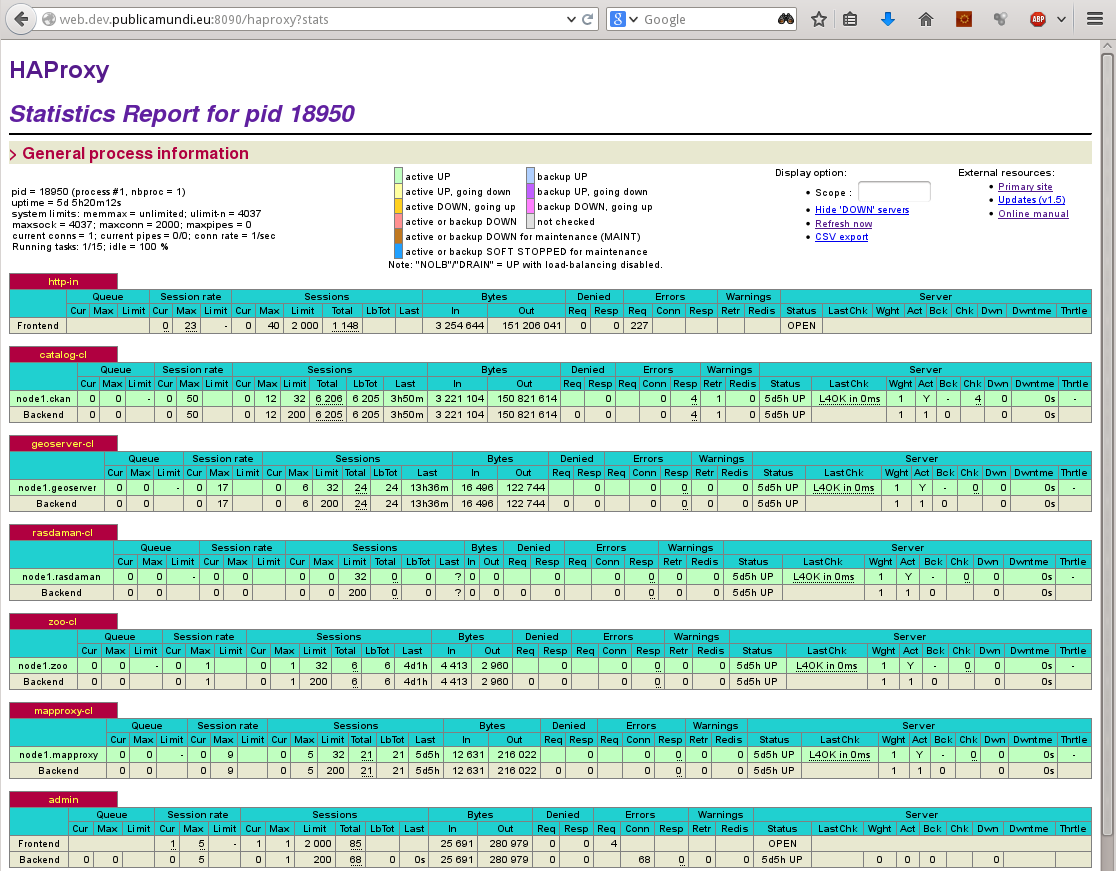 web.dev.publicamundi.eu:8090/haproxy?stats
Google
ABP
HAProxy
Statistics Report for pid 18950
> General process information
pid = 18950 (process #1, nbproc = 1)
uptime = 5d 5h20m12s
system limits: memmax = unlimited; ulimit-n = 4037
maxsock = 4037; maxconn = 2000; maxpipes = 0
current conns = 1; current pipes = 0/0; conn rate = 1/sec
Running tasks: 1/15; idle = 100 %
active UP
backup UP
active UP, going down
backup UP, going down
active DOWN, going up
backup DOWN, going up
active or backup DOWN
not checked
active or backup DOWN for maintenance (MAINT)
active or backup SOFT STOPPED for maintenance
Note: "NOLB"/"DRAIN" = UP with load-balancing disabled.
Display option:
Scope :
Hide 'DOWN' servers
Refresh now
CSV export
External resources:
Primary site
Updates (v1.5)
Online manual
http-in
Queue Session rate Sessions Bytes Denied Errors Warnings Server
Cur Max Limit Cur Max Limit Cur Max Limit Total LbTot Last In Out Req Resp Req Conn Resp Retr Redis Status LastChk Wght Act Bck Chk Dwn Dwntme Thrtle
Frontend 0 23 - 0 40 2 000 1 148 3 254 644 151 206 041 0 0 227 OPEN
catalog-cl
Queue Session rate Sessions Bytes Denied Errors Warnings Server
Cur Max Limit Cur Max Limit Cur Max Limit Total LbTot Last In Out Req Resp Req Conn Resp Retr Redis Status LastChk Wght Act Bck Chk Dwn Dwntme Thrtle
node1.ckan 0 0 - 0 50 0 12 32 6 206 6 205 3h50m 3 221 104 150 821 614 0 0 4 1 0 5d5h UP L4OK in 0ms 1 Y - 4 0 0s -
Backend 0 0 0 50 0 12 200 6 205 6 205 3h50m 3 221 104 150 821 614 0 0 0 4 1 0 5d5h UP 1 1 0 0 0s
geoserver-cl
Queue Session rate Sessions Bytes Denied Errors Warnings Server
Cur Max Limit Cur Max Limit Cur Max Limit Total LbTot Last In Out Req Resp Req Conn Resp Retr Redis Status LastChk Wght Act Bck Chk Dwn Dwntme Thrtle
node1.geoserver 0 0 - 0 17 0 6 32 24 24 13h36m 16 496 122 744 0 0 0 0 0 5d5h UP L4OK in 0ms 1 Y - 0 0 0s -
Backend 0 0 0 17 0 6 200 24 24 13h36m 16 496 122 744 0 0 0 0 0 0 5d5h UP 1 1 0 0 0s
rasdaman-cl
Queue Session rate Sessions Bytes Denied Errors Warnings Server
Cur Max Limit Cur Max Limit Cur Max Limit Total LbTot Last In Out Req Resp Req Conn Resp Retr Redis Status LastChk Wght Act Bck Chk Dwn Dwntme Thrtle
node1.rasdaman 0 0 - 0 0 0 0 32 0 0 ? 0 0 0 0 0 0 0 5d5h UP L4OK in 0ms 1 Y - 0 0 0s -
Backend 0 0 0 0 0 0 200 0 0 ? 0 0 0 0 0 0 0 0 5d5h UP 1 1 0 0 0s
zoo-cl
Queue Session rate Sessions Bytes Denied Errors Warnings Server
Cur Max Limit Cur Max Limit Cur Max Limit Total LbTot Last In Out Req Resp Req Conn Resp Retr Redis Status LastChk Wght Act Bck Chk Dwn Dwntme Thrtle
node1.zoo 0 0 - 0 1 0 1 32 6 6 4d1h 4 413 2 960 0 0 0 0 0 5d5h UP L4OK in 0ms 1 Y - 0 0 0s -
Backend 0 0 0 1 0 1 200 6 6 4d1h 4 413 2 960 0 0 0 0 0 0 5d5h UP 1 1 0 0 0s
mapproxy-cl
Queue Session rate Sessions Bytes Denied Errors Warnings Server
Cur Max Limit Cur Max Limit Cur Max Limit Total LbTot Last In Out Req Resp Req Conn Resp Retr Redis Status LastChk Wght Act Bck Chk Dwn Dwntme Thrtle
node1.mapproxy 0 0 - 0 9 0 5 32 21 21 5d5h 12 631 216 022 0 0 0 0 0 5d5h UP L4OK in 0ms 1 Y - 0 0 0s -
Backend 0 0 0 9 0 5 200 21 21 5d5h 12 631 216 022 0 0 0 0 0 0 5d5h UP 1 1 0 0 0s
admin
Queue Session rate Sessions Bytes Denied Errors Warnings Server
Cur Max Limit Cur Max Limit Cur Max Limit Total LbTot Last In Out Req Resp Req Conn Resp Retr Redis Status LastChk Wght Act Bck Chk Dwn Dwntme Thrtle
Frontend 1 5 - 1 1 2 000 85 25 691 280 979 0 0 4 OPEN
Backend 0 0 0 5 0 1 200 68 0 0s 25 691 280 979 0 0 68 0 0 0 5d5h UP 0 0 0 0